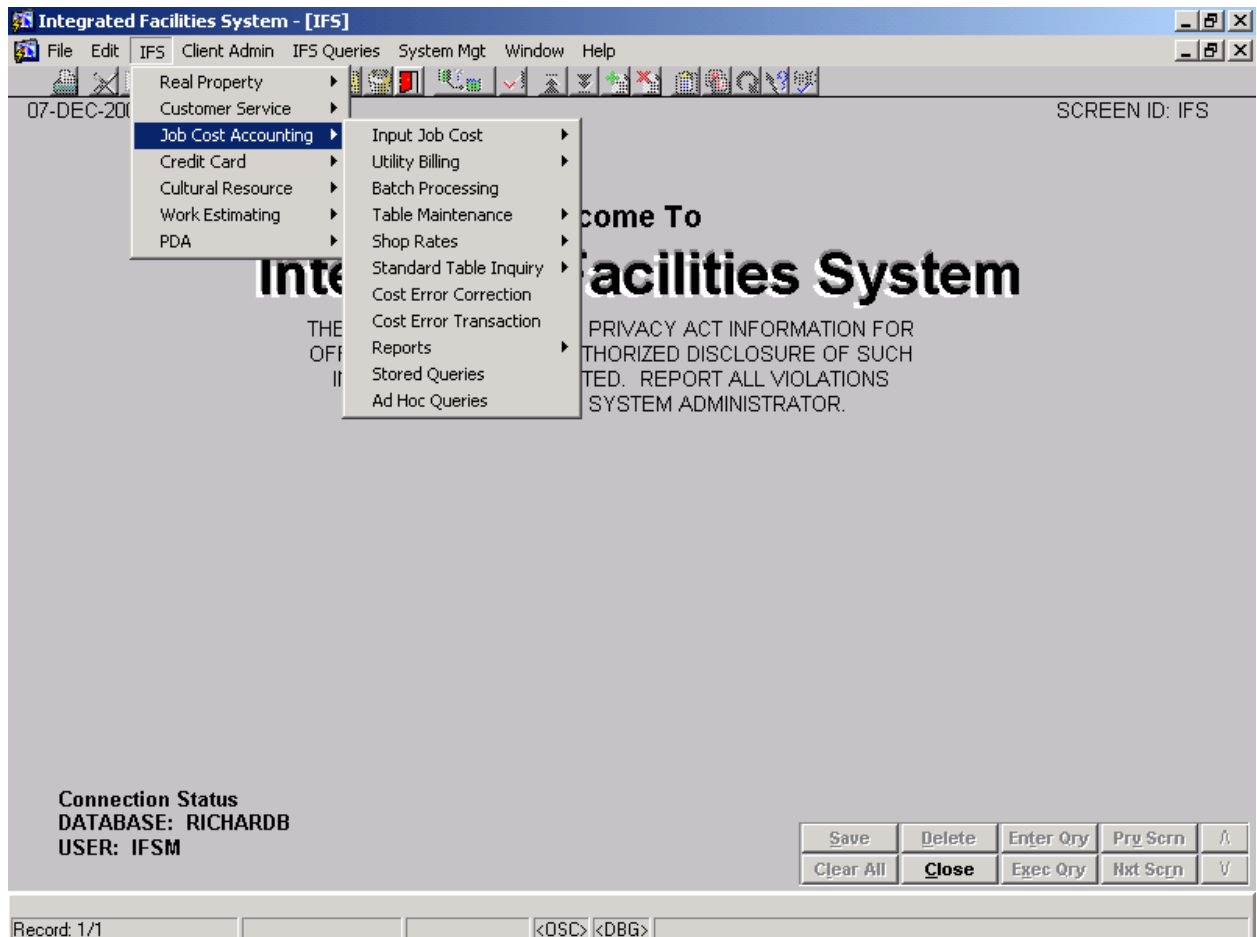 Integrated Facilities System - [IFS]
File Edit IFS Client Admin IFS Queries System Mgt Window Help
07-DEC-200
SCREEN ID: IFS
Real Property
Customer Service
Job Cost Accounting
Credit Card
Cultural Resource
Work Estimating
PDA
Input Job Cost
Utility Billing
Batch Processing
Table Maintenance
Shop Rates
Standard Table Inquiry
Cost Error Correction
Cost Error Transaction
Reports
Stored Queries
Ad Hoc Queries
come To
Inte acilities System
THE PRIVACY ACT INFORMATION FOR
OFF THORIZED DISCLOSURE OF SUCH
TED. REPORT ALL VIOLATIONS
SYSTEM ADMINISTRATOR.
Connection Status
DATABASE: RICHARDB
USER: IFSM
Save Delete Enter Qry Prv Scrn
Clear All Close Exec Qry Nxt Scrn
Record: 1/1 <OSC> <DBG>